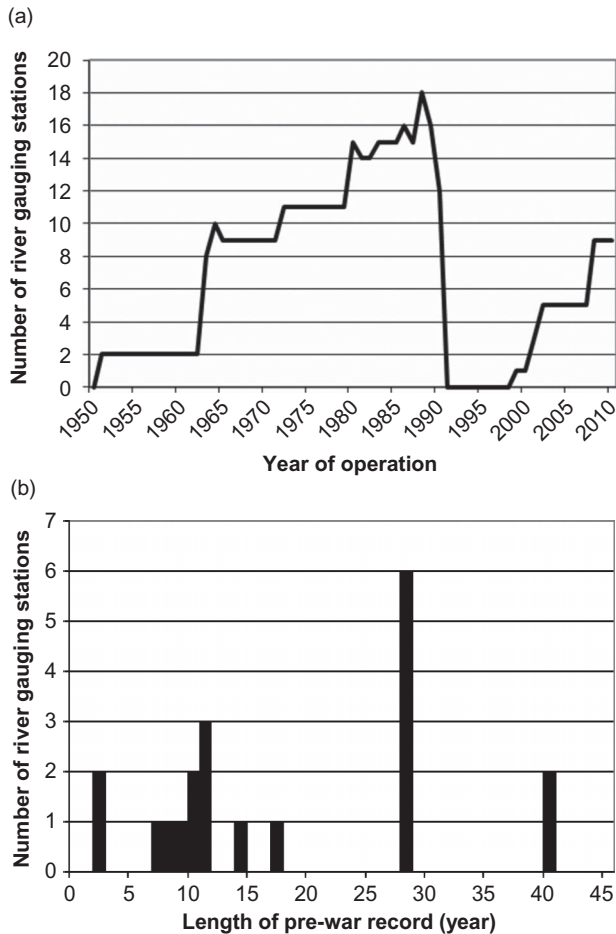 (a)
Number of river gauging stations
20
18
16
14
12
10
8
6
4
2
0
1950 1955 1960 1965 1970 1975 1980 1985 1990 1995 2000 2005 2010
Year of operation
(b)
Number of river gauging stations
7
6
5
4
3
2
1
0
0 5 10 15 20 25 30 35 40 45
Length of pre-war record (year)